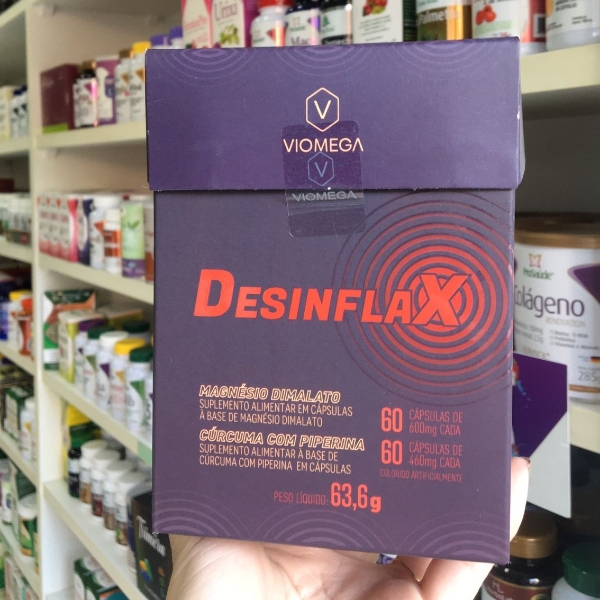 V
VIOMEGA
V
VIOMEGA
DESINFLAX
MAGNÉSIO DIMALATO
SUPLEMENTO ALIMENTAR EM CÁPSULAS
À BASE DE MAGNÉSIO DIMALATO
60 CÁPSULAS DE
600mg CADA
CÚRCUMA COM PIPERINA
SUPLEMENTO ALIMENTAR À BASE DE
CÚRCUMA COM PIPERINA EM CÁPSULAS
60 CÁPSULAS DE
460mg CADA
COLORIDO ARTIFICIALMENTE
PESO LÍQUIDO: 63,6g
olágeno